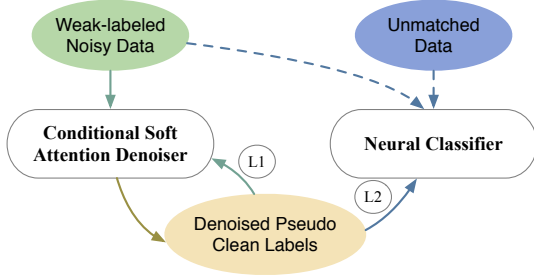 Weak-labeled
Noisy Data
Unmatched
Data
Conditional Soft
Attention Denoiser
Neural Classifier
L1
L2
Denoised Pseudo
Clean Labels